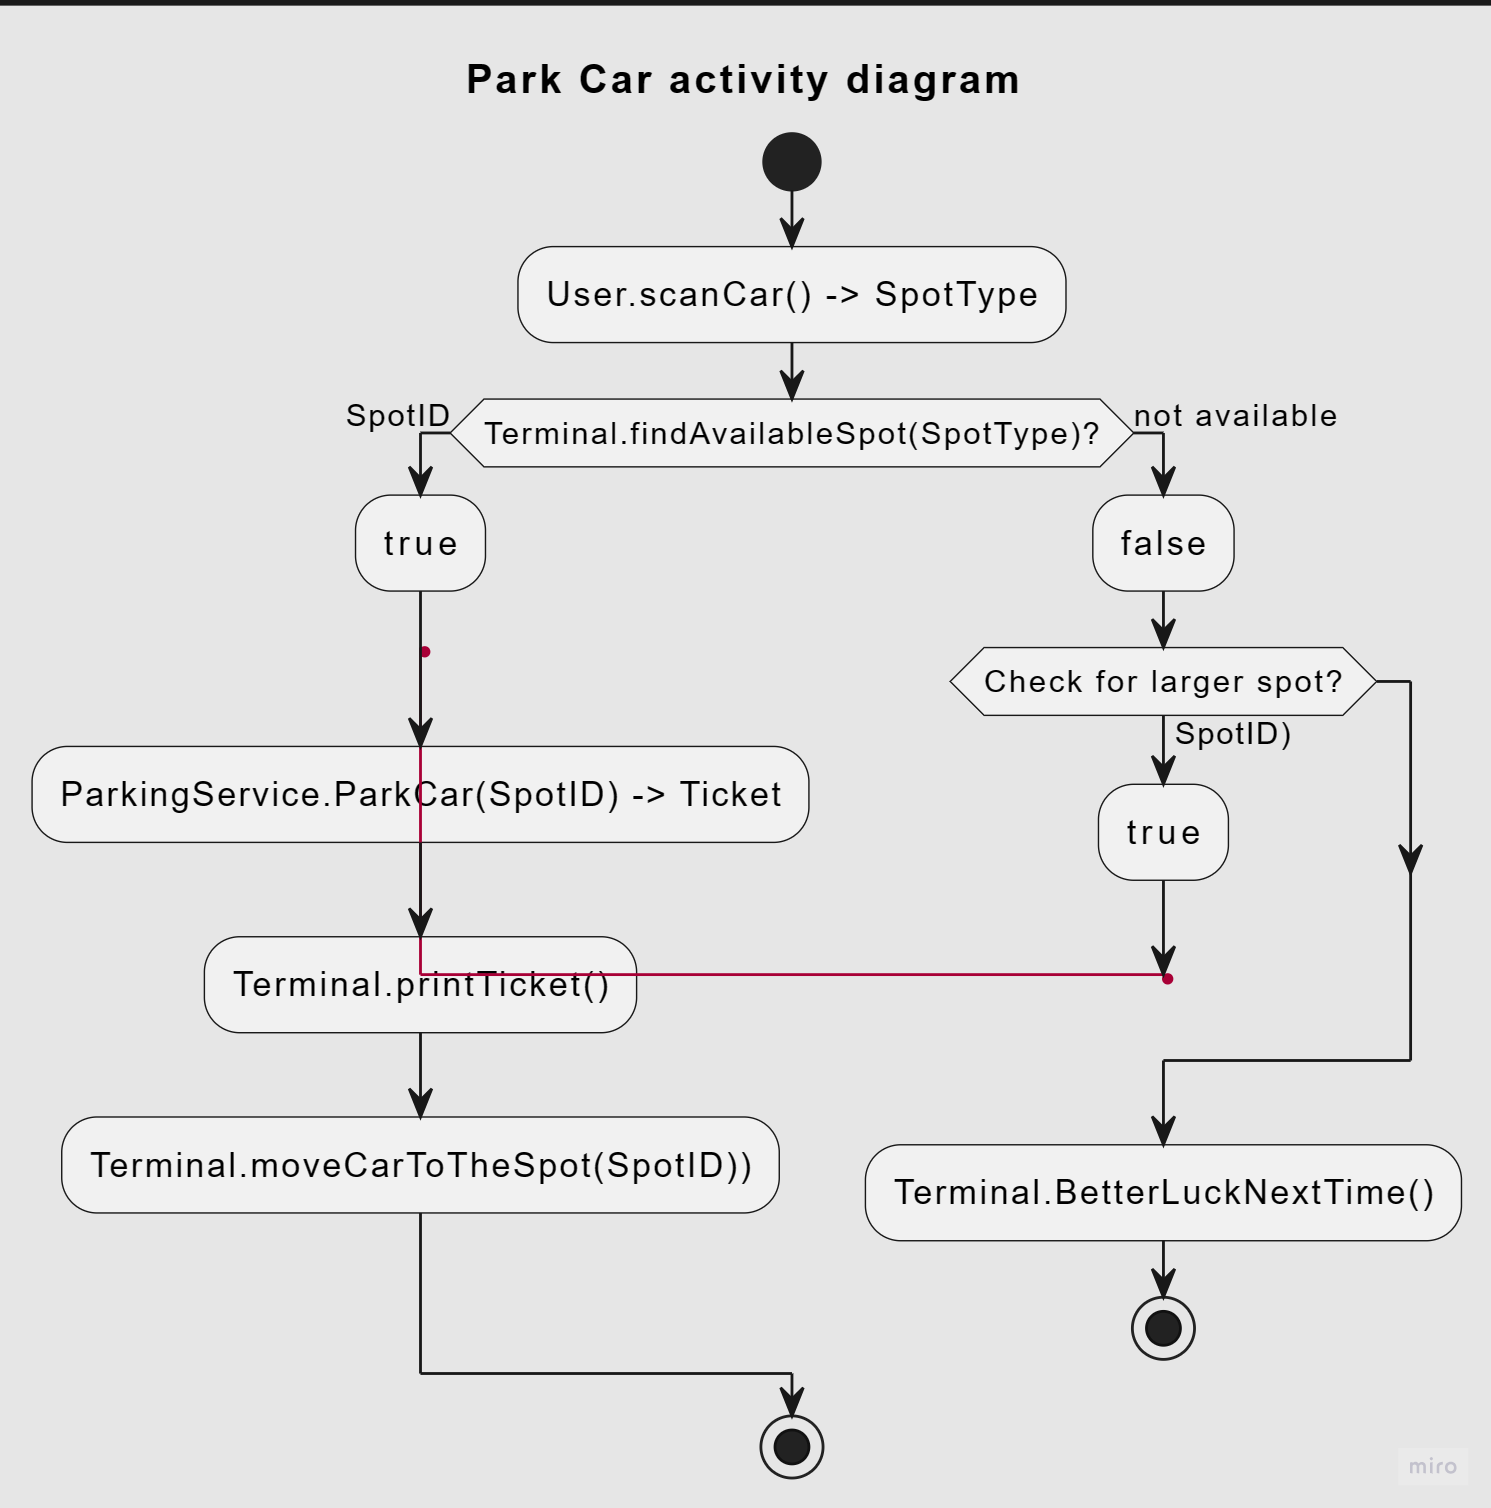 Park Car activity diagram
User.scanCar() -> SpotType
SpotID
Terminal.findAvailableSpot(SpotType)?
not available
true
false
Check for larger spot?
SpotID)
ParkingService.ParkCar(SpotID) -> Ticket
true
Terminal.printTicket()
Terminal.moveCarToTheSpot(SpotID))
Terminal.BetterLuckNextTime()
miro